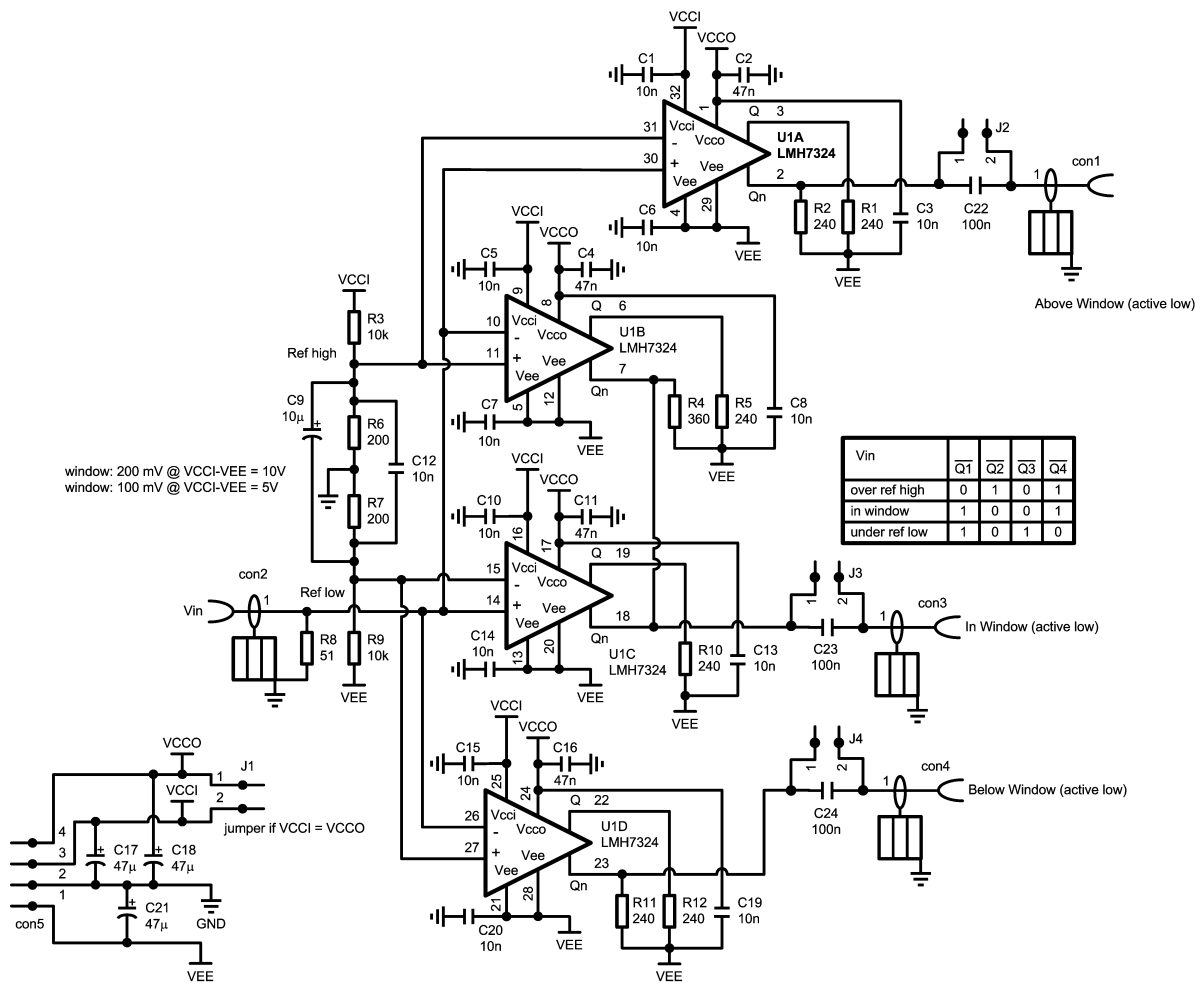 VCCI
VCCO
C1
10n
C2
47n
32
1
Q 3
31
Vcci
-
Vcco
U1A
LMH7324
30
+
Vee
Vee
2
Qn
4
29
C6
10n
VEE
R2
240
R1
240
C3
10n
VEE
J2
1
2
C22
100n
1
con1
Above Window (active low)
VCCI
VCCO
C5
10n
C4
47n
9
8
Q 6
10
Vcci
-
Vcco
U1B
LMH7324
11
+
Vee
Vee
7
Qn
5
12
C7
10n
VEE
R4
360
R5
240
C8
10n
VEE
VCCI
R3
10k
Ref high
C9
10µ
+
R6
200
C12
10n
R7
200
window: 200 mV @ VCCI-VEE = 10V
window: 100 mV @ VCCI-VEE = 5V
Vin Q1 Q2 Q3 Q4
over ref high 0 1 0 1
in window 1 0 0 1
under ref low 1 0 1 0
VCCI
VCCO
C10
10n
C11
47n
16
17
Q 19
15
Vcci
-
Vcco
14
+
Vee
Vee
18
Qn
U1C
LMH7324
13
20
C14
10n
VEE
R10
240
C13
10n
VEE
J3
1
2
C23
100n
1
con3
In Window (active low)
con2
Vin
1
Ref low
R8
51
R9
10k
VEE
VCCI
VCCO
C15
10n
C16
47n
25
24
Q 22
26
Vcci
-
Vcco
U1D
LMH7324
27
+
Vee
Vee
23
Qn
21
28
C20
10n
VEE
R11
240
R12
240
C19
10n
VEE
J4
1
2
C24
100n
1
con4
Below Window (active low)
VCCO
1
J1
VCCI
2
jumper if VCCI = VCCO
4
3
2
1
con5
+
C17
47µ
+
C18
47µ
+
C21
47µ
GND
VEE